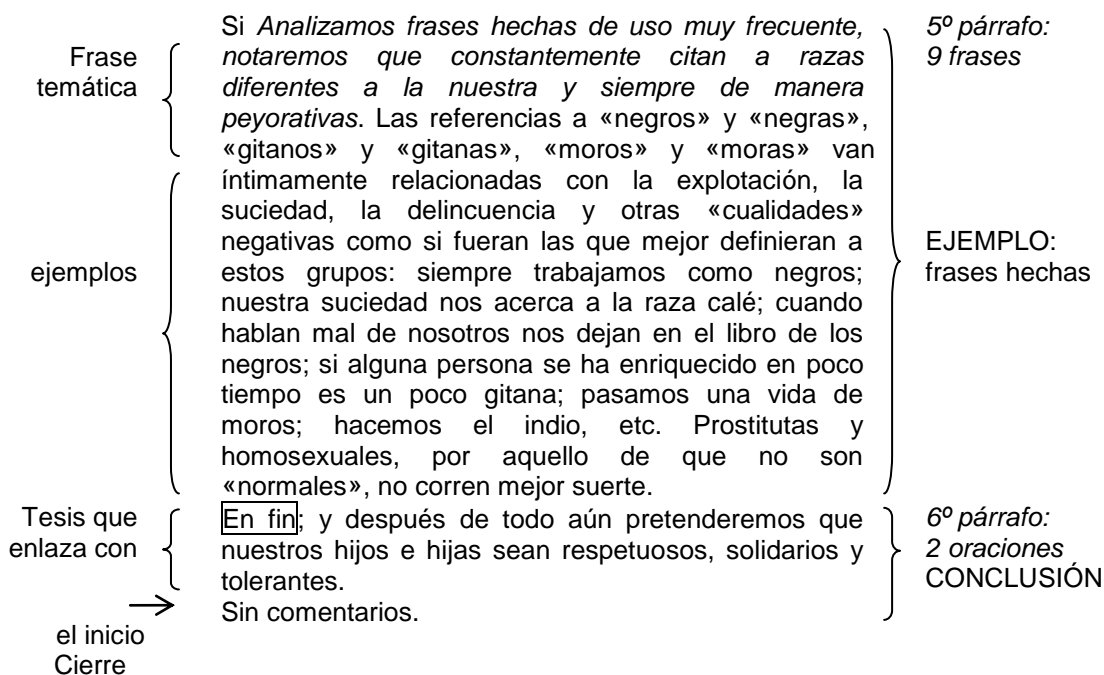 Frase
temática
ejemplos
Tesis que
enlaza con
el inicio
Cierre
Si Analizamos frases hechas de uso muy frecuente,
notaremos que constantemente citan a razas
diferentes a la nuestra y siempre de manera
peyorativas. Las referencias a «negros» y «negras»,
«gitanos» y «gitanas», «moros» y «moras» van
íntimamente relacionadas con la explotación, la
suciedad, la delincuencia y otras «cualidades»
negativas como si fueran las que mejor definieran a
estos grupos: siempre trabajamos como negros;
nuestra suciedad nos acerca a la raza calé; cuando
hablan mal de nosotros nos dejan en el libro de los
negros; si alguna persona se ha enriquecido en poco
tiempo es un poco gitana; pasamos una vida de
moros; hacemos el indio, etc. Prostitutas y
homosexuales, por aquello de que no son
«normales», no corren mejor suerte.
En fin; y después de todo aún pretenderemos que
nuestros hijos e hijas sean respetuosos, solidarios y
tolerantes.
Sin comentarios.
5º párrafo:
9 frases
EJEMPLO:
frases hechas
6º párrafo:
2 oraciones
CONCLUSIÓN